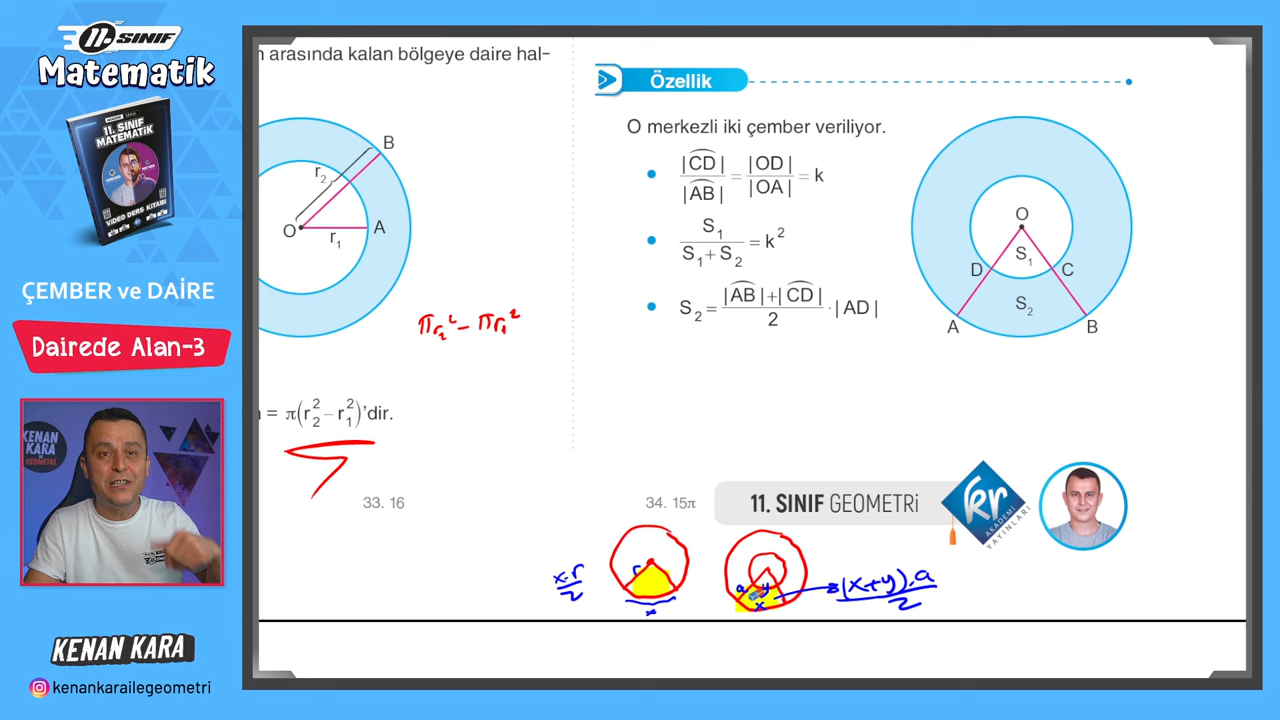 11. SINIF
Matematik
11. SINIF
MATEMATİK
VİDEO DERS KİTABI
ÇEMBER ve DAİRE
Dairede Alan-3
KENAN
KARA
GEOMETRİ
KENAN KARA
kenankarailegeometri
arasında kalan bölgeye daire hal-
B
r₂
O
A
r₁
πr₂² - πr₁²
= π(r₂² - r₁²)'dir.
33. 16
Özellik
O merkezli iki çember veriliyor.
• |CD| / |AB| = |OD| / |OA| = k
• S₁ / (S₁ + S₂) = k²
• S₂ = (|AB| + |CD|) / 2 · |AD|
O
S₁
D
C
S₂
A
B
34. 15π
11. SINIF GEOMETRİ
kr
AKADEMİ
YAYINLARI
x.r / 2
r
x
a
y
x
(x+y).a / 2